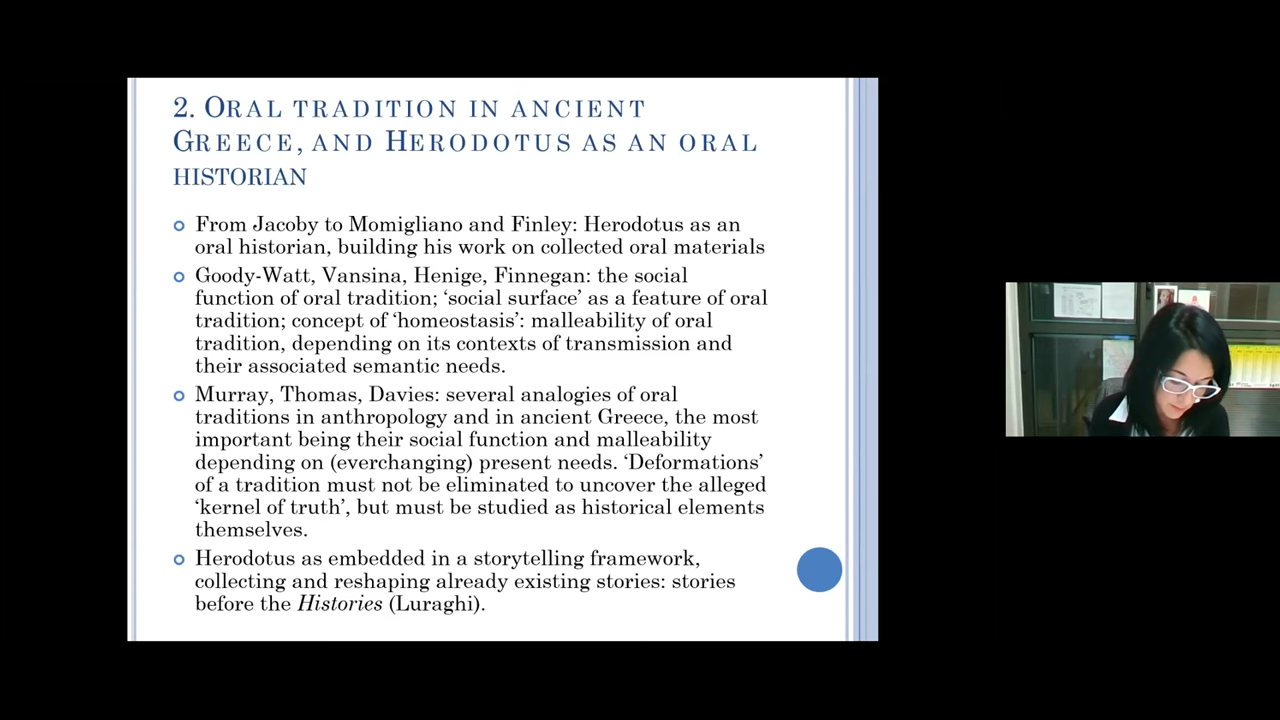 2. Oral tradition in ancient
Greece, and Herodotus as an oral
historian
From Jacoby to Momigliano and Finley: Herodotus as an
oral historian, building his work on collected oral materials
Goody-Watt, Vansina, Henige, Finnegan: the social
function of oral tradition; ‘social surface’ as a feature of oral
tradition; concept of ‘homeostasis’: malleability of oral
tradition, depending on its contexts of transmission and
their associated semantic needs.
Murray, Thomas, Davies: several analogies of oral
traditions in anthropology and in ancient Greece, the most
important being their social function and malleability
depending on (everchanging) present needs. ‘Deformations’
of a tradition must not be eliminated to uncover the alleged
‘kernel of truth’, but must be studied as historical elements
themselves.
Herodotus as embedded in a storytelling framework,
collecting and reshaping already existing stories: stories
before the Histories (Luraghi).